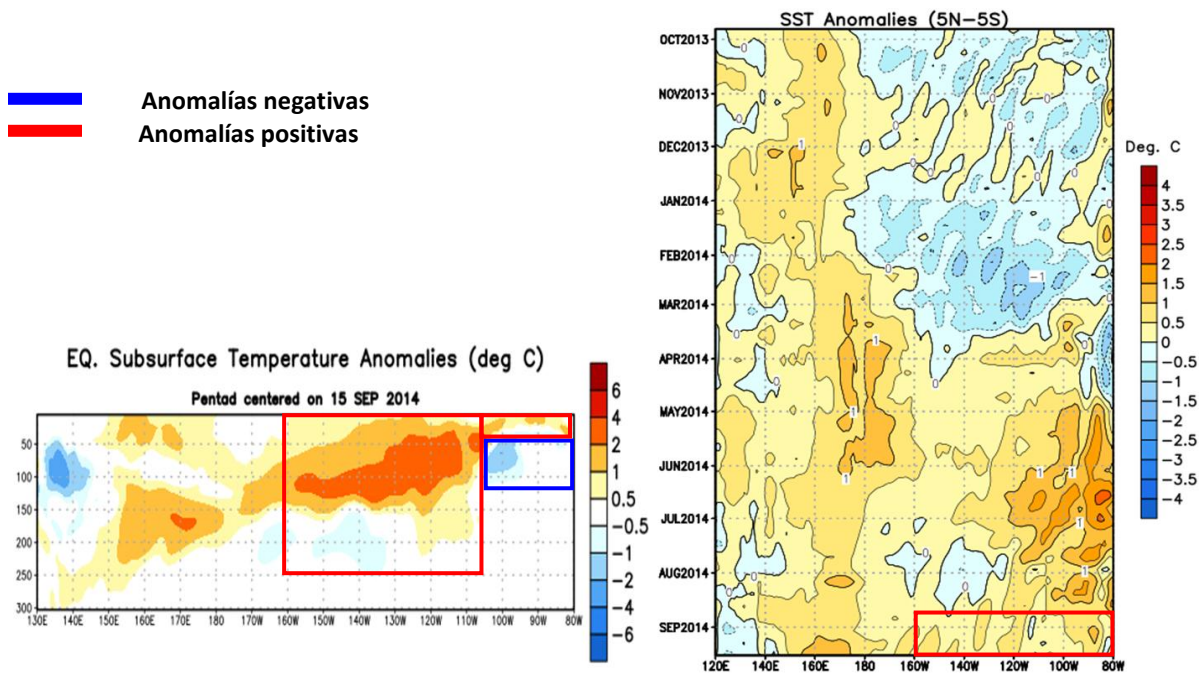 Anomalías negativas
Anomalías positivas
EQ. Subsurface Temperature Anomalies (deg C)
Pentad centered on 15 SEP 2014
50
100
150
200
250
300
130E 140E 150E 160E 170E 180 170W 160W 150W 140W 130W 120W 110W 100W 90W 80W
6
4
2
1
0.5
-0.5
-1
-2
-4
-6
SST Anomalies (5N-5S)
OCT2013
NOV2013
DEC2013
JAN2014
FEB2014
MAR2014
APR2014
MAY2014
JUN2014
JUL2014
AUG2014
SEP2014
120E 140E 160E 180 160W 140W 120W 100W 80W
Deg. C
4
3.5
3
2.5
2
1.5
1
0.5
0
-0.5
-1
-1.5
-2
-2.5
-3
-3.5
-4